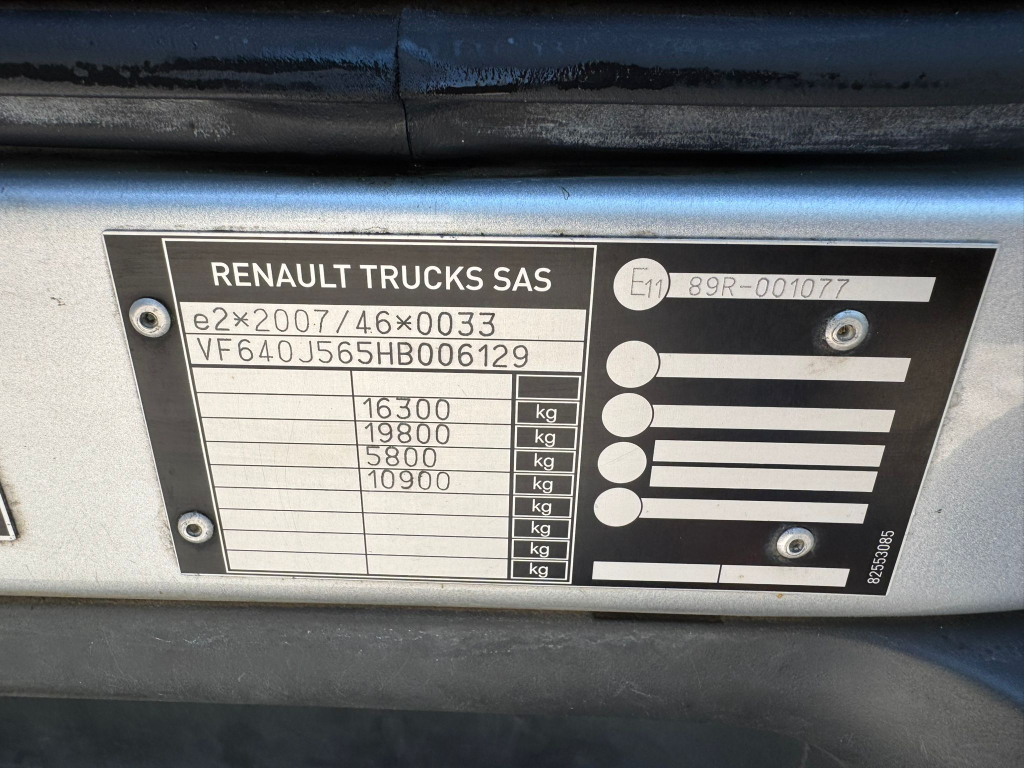 RENAULT TRUCKS SAS
e2*2007/46*0033
VF640J565HB006129
16300 kg
19800 kg
5800 kg
10900 kg
kg
kg
kg
kg
E11 89R-001077
82553085